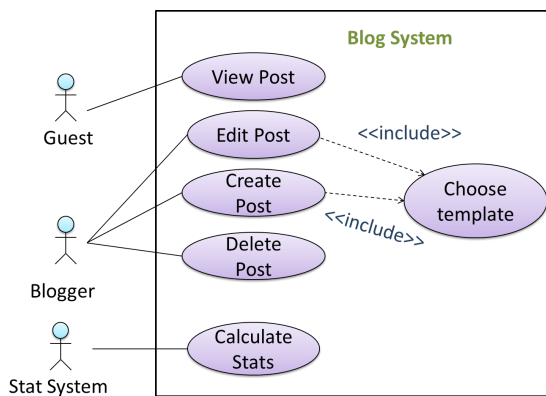 Blog System
View Post
<<include>>
Guest
Edit Post
Create
Post
Choose
template
<<include>>
Delete
Post
Blogger
Calculate
Stats
Stat System